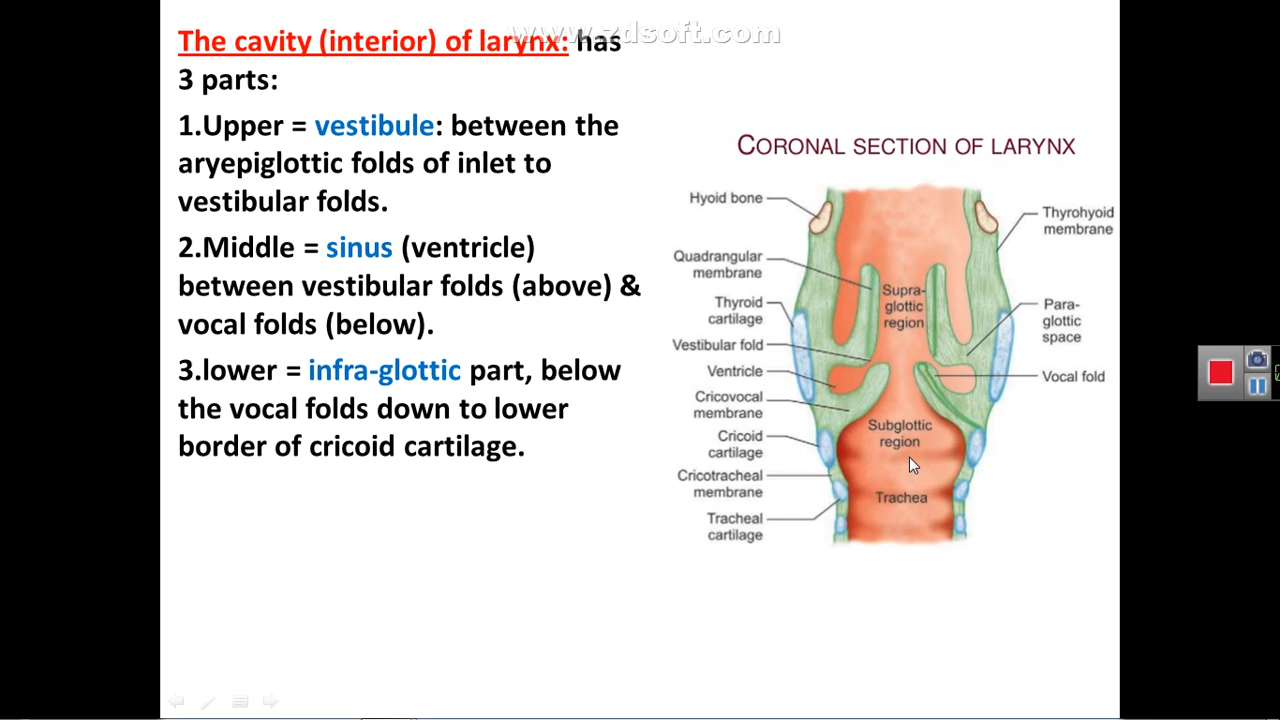 www.zdsoft.com
The cavity (interior) of larynx: has
3 parts:
1.Upper = vestibule: between the
aryepiglottic folds of inlet to
vestibular folds.
2.Middle = sinus (ventricle)
between vestibular folds (above) &
vocal folds (below).
3.lower = infra-glottic part, below
the vocal folds down to lower
border of cricoid cartilage.
CORONAL SECTION OF LARYNX
Hyoid bone
Quadrangular
membrane
Thyroid
cartilage
Vestibular fold
Ventricle
Cricovocal
membrane
Cricoid
cartilage
Cricotracheal
membrane
Tracheal
cartilage
Supra-
glottic
region
Subglottic
region
Trachea
Thyrohyoid
membrane
Para-
glottic
space
Vocal fold